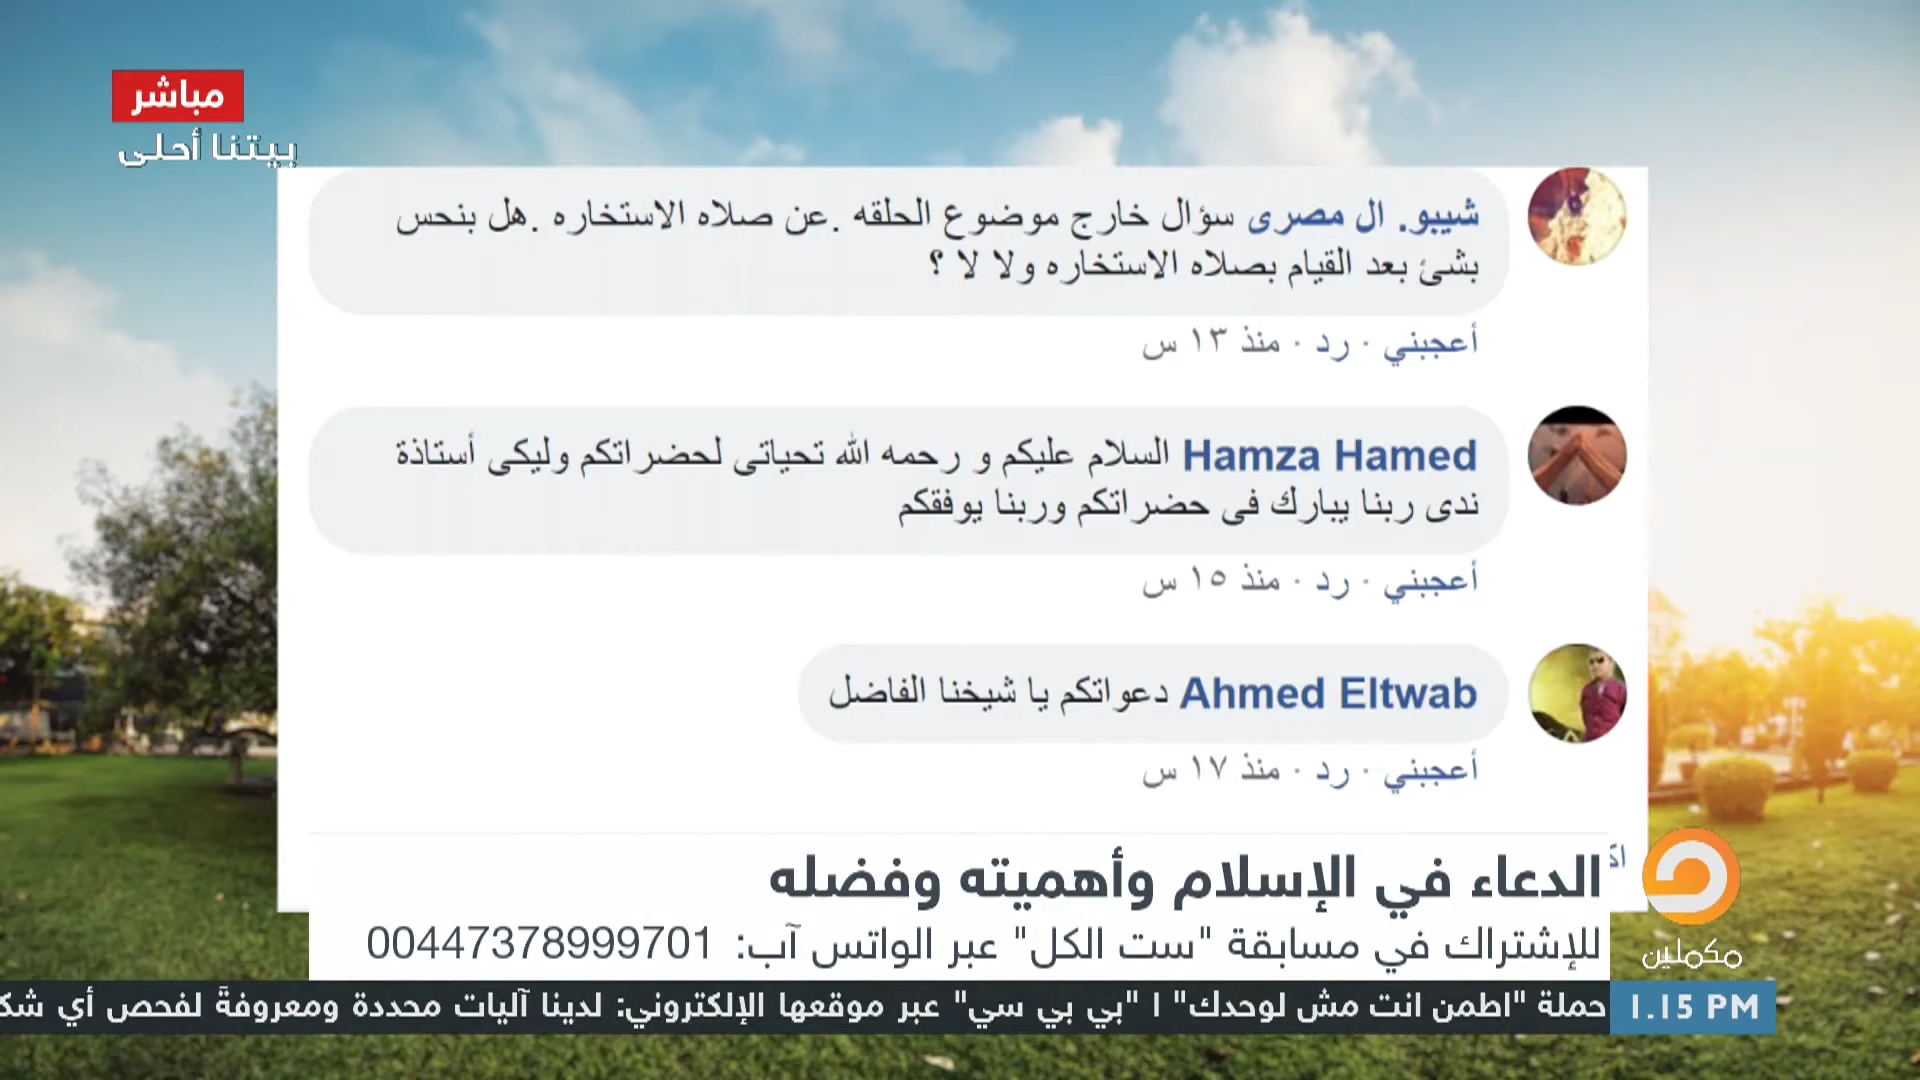 مباشر
بيتنا أحلى
شيبو. ال مصرى سؤال خارج موضوع الحلقه .عن صلاه الاستخاره .هل بنحس
بشئ بعد القيام بصلاه الاستخاره ولا لا ؟
أعجبني · رد · منذ ١٣ س
Hamza Hamed السلام عليكم و رحمه الله تحياتى لحضراتكم وليكى أستاذة
ندى ربنا يبارك فى حضراتكم وربنا يوفقكم
أعجبني · رد · منذ ١٥ س
Ahmed Eltwab دعواتكم يا شيخنا الفاضل
أعجبني · رد · منذ ١٧ س
الدعاء في الإسلام وأهميته وفضله
للإشتراك في مسابقة "ست الكل" عبر الواتس آب: 00447378999701
مكملين
1.15 PM
حملة "اطمن انت مش لوحدك" ا "بي بي سي" عبر موقعها الإلكتروني: لدينا آليات محددة ومعروفةً لفحص أي